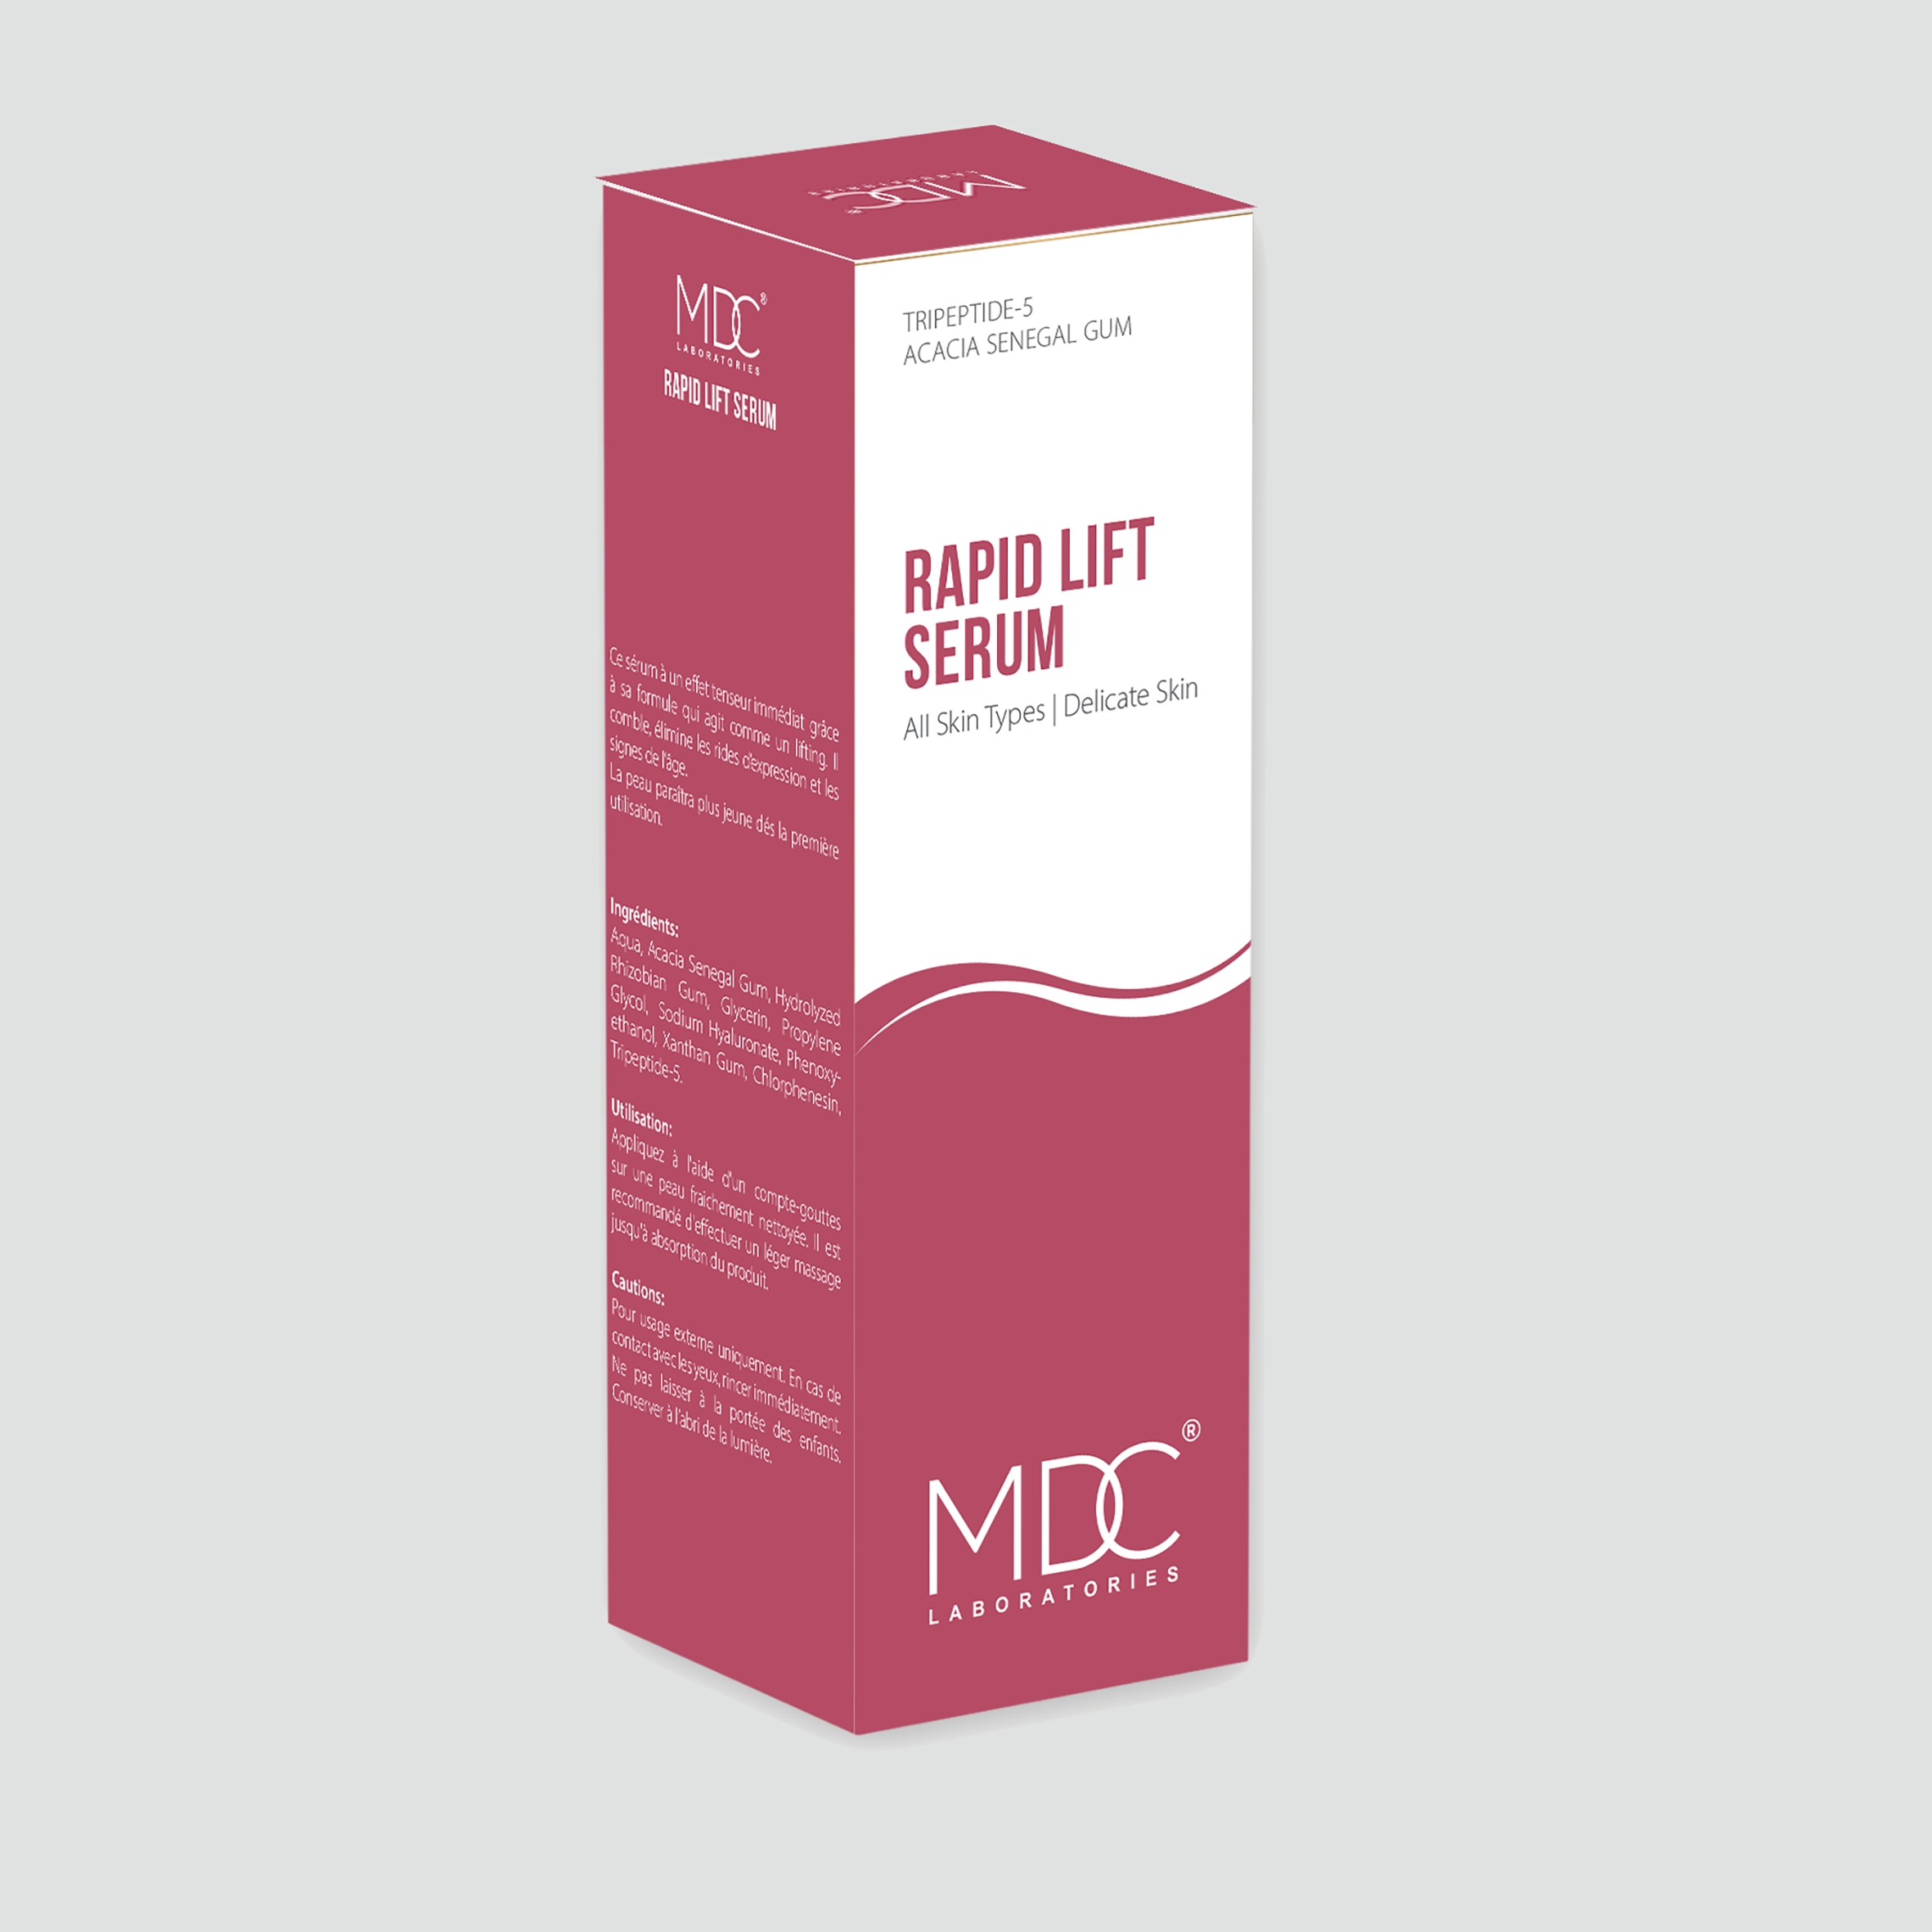 MDC®
LABORATORIES
MDC®
LABORATORIES
RAPID LIFT SERUM
Ce sérum à un effet tenseur immédiat grâce
à sa formule qui agit comme un lifting. Il
comble, élimine les rides d'expression et les
signes de l'âge.
La peau paraîtra plus jeune dés la première
utilisation.
Ingrédients:
Aqua, Acacia Senegal Gum, Hydrolyzed
Rhizobian Gum, Glycerin, Propylene
Glycol, Sodium Hyaluronate, Phenoxy-
ethanol, Xanthan Gum, Chlorphenesin,
Tripeptide-5.
Utilisation:
Appliquez à l'aide d'un compte-gouttes
sur une peau fraichement nettoyée. Il est
recommandé d'effectuer un léger massage
jusqu'à absorption du produit.
Cautions:
Pour usage externe uniquement. En cas de
contact avec les yeux, rincer immédiatement.
Ne pas laisser à la portée des enfants.
Conserver à l'abri de la lumière.
TRIPEPTIDE-5
ACACIA SENEGAL GUM
RAPID LIFT
SERUM
All Skin Types | Delicate Skin
MDC®
LABORATORIES